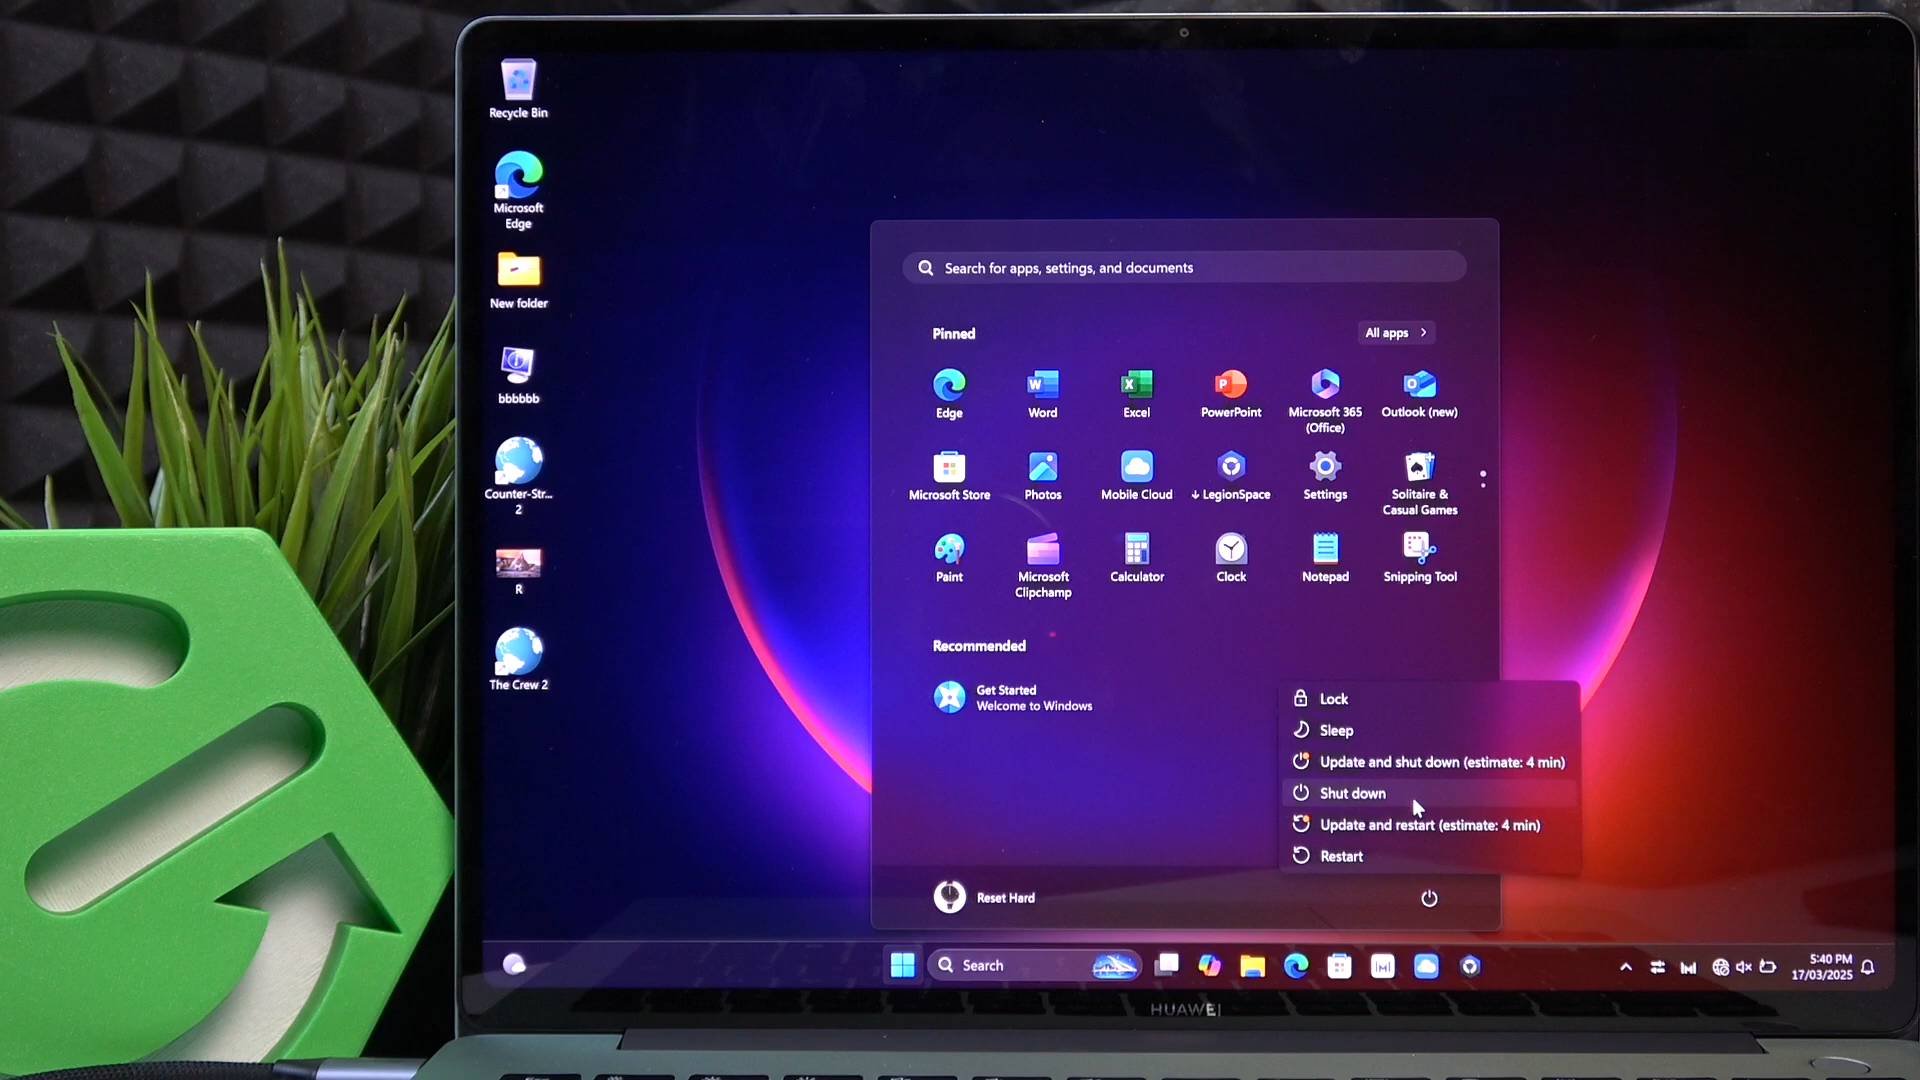 Recycle Bin
Microsoft
Edge
New folder
bbbbbb
Counter-Str...
2
R
The Crew 2
Search for apps, settings, and documents
Pinned
All apps
Edge
Word
Excel
PowerPoint
Microsoft 365
(Office)
Outlook (new)
Microsoft Store
Photos
Mobile Cloud
LegionSpace
Settings
Solitaire &
Casual Games
Paint
Microsoft
Clipchamp
Calculator
Clock
Notepad
Snipping Tool
Recommended
Get Started
Welcome to Windows
Lock
Sleep
Update and shut down (estimate: 4 min)
Shut down
Update and restart (estimate: 4 min)
Restart
Reset Hard
Search
5:40 PM
17/03/2025
HUAWEI